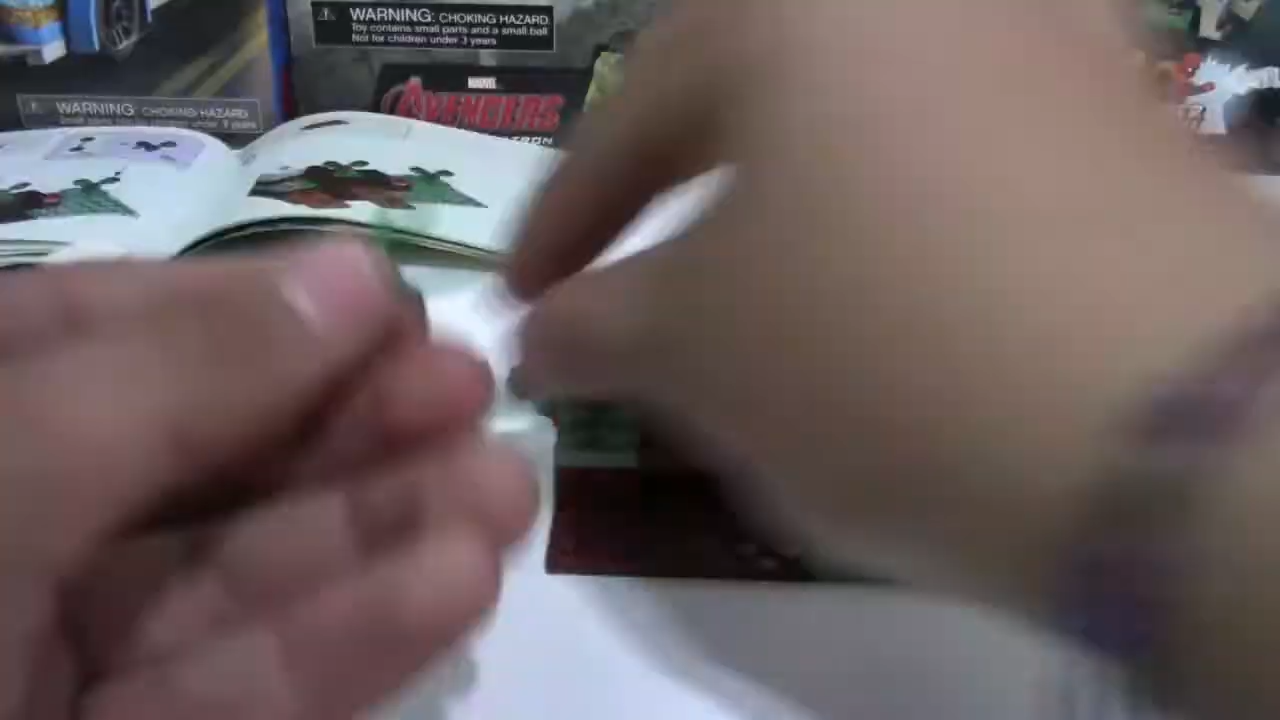 WARNING: CHOKING HAZARD.
Toy contains small parts and a small ball.
Not for children under 3 years
MARVEL
AVENGERS
WARNING: CHOKING HAZARD.